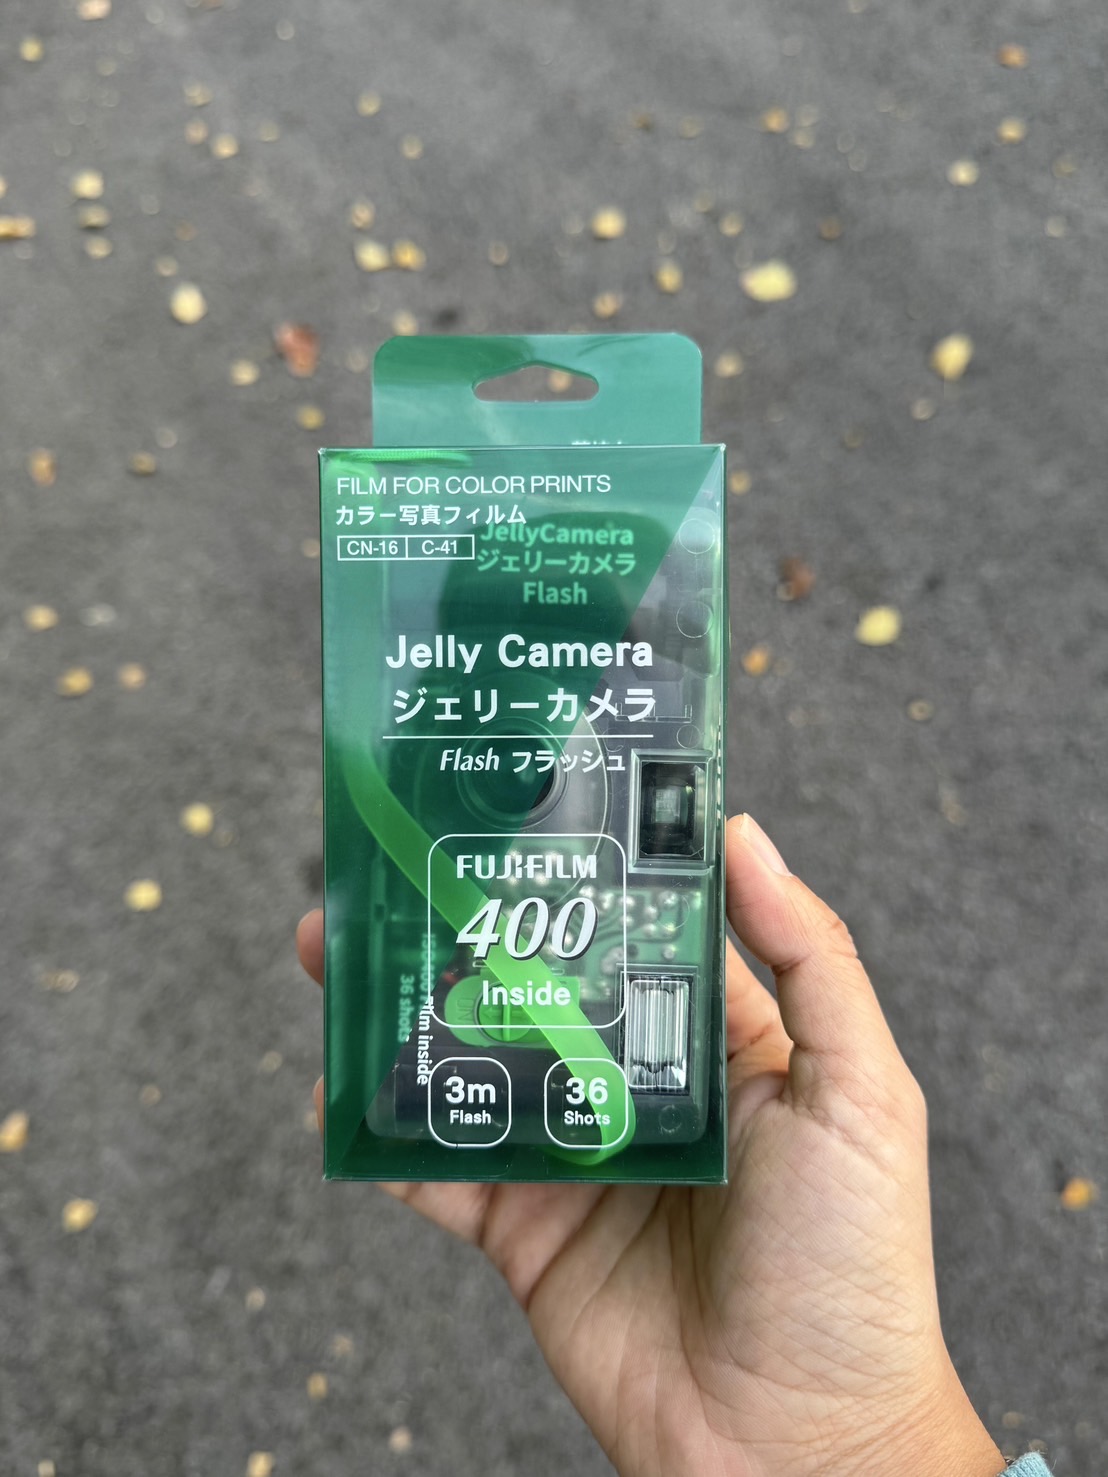 FILM FOR COLOR PRINTS
カラー写真フィルム
CN-16 C-41
JellyCamera
ジェリーカメラ
Flash
Jelly Camera
ジェリーカメラ
Flash フラッシュ
FUJIFILM
400
Inside
film inside
36 shots
3m
Flash
36
Shots